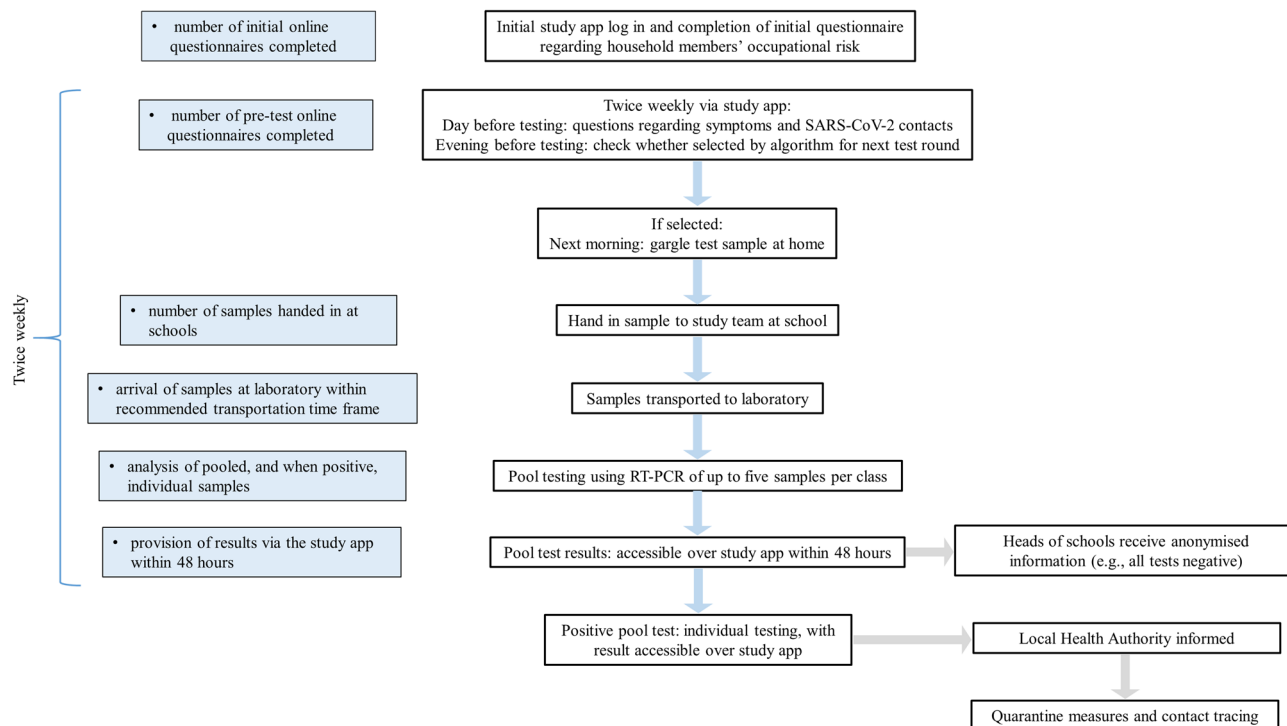 • number of initial online
questionnaires completed
Initial study app log in and completion of initial questionnaire
regarding household members' occupational risk
Twice weekly
• number of pre-test online
questionnaires completed
Twice weekly via study app:
Day before testing: questions regarding symptoms and SARS-CoV-2 contacts
Evening before testing: check whether selected by algorithm for next test round
If selected:
Next morning: gargle test sample at home
• number of samples handed in at
schools
Hand in sample to study team at school
• arrival of samples at laboratory within
recommended transportation time frame
Samples transported to laboratory
• analysis of pooled, and when positive,
individual samples
Pool testing using RT-PCR of up to five samples per class
• provision of results via the study app
within 48 hours
Pool test results: accessible over study app within 48 hours
Heads of schools receive anonymised
information (e.g., all tests negative)
Positive pool test: individual testing, with
result accessible over study app
Local Health Authority informed
Quarantine measures and contact tracing